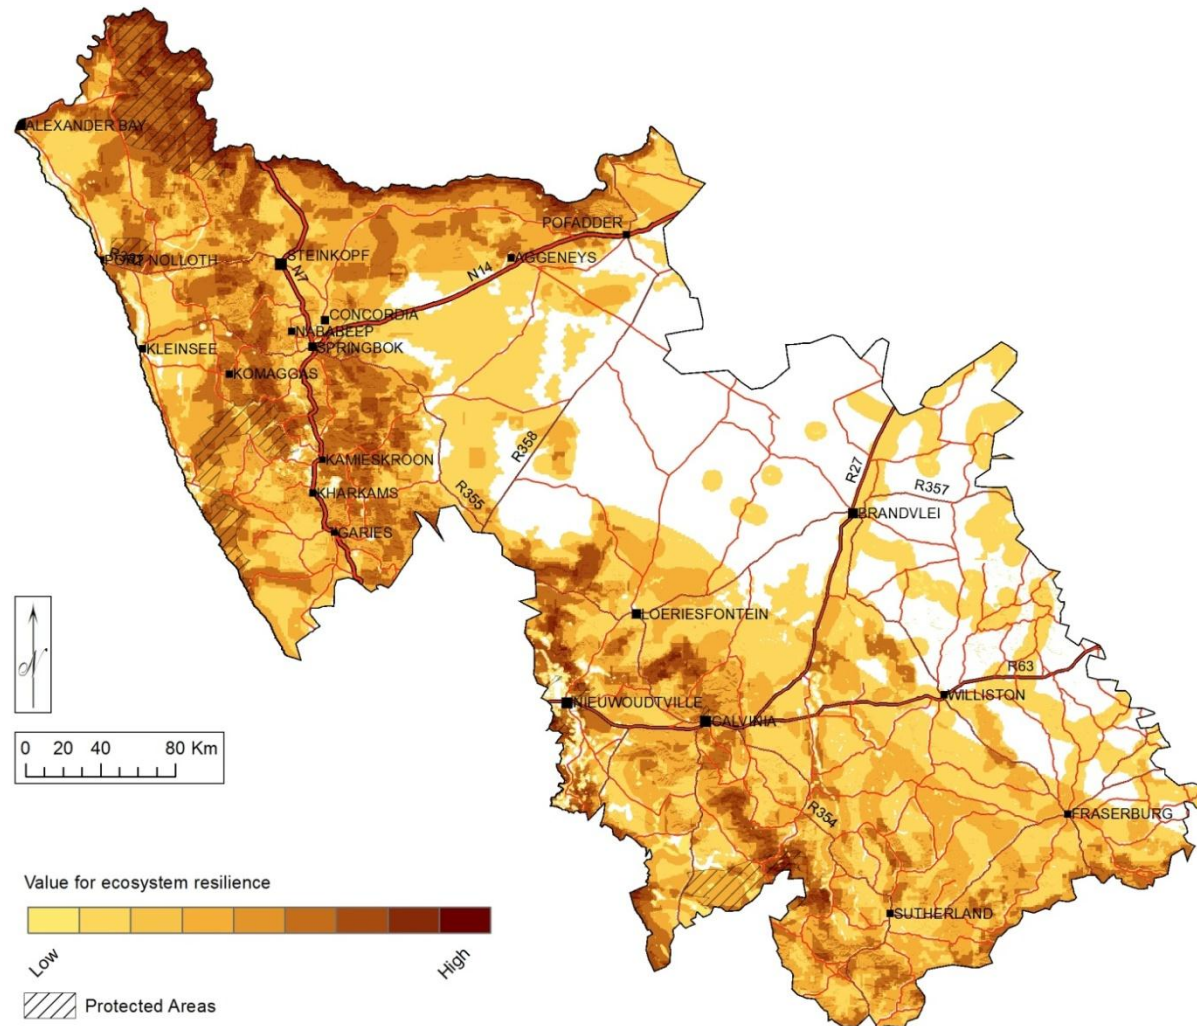 ALEXANDER BAY
POFADDER
STEINKOPF
PORT NOLLOTH
AGGENEYS
N7
N14
CONCORDIA
NABABEEP
SPRINGBOK
KLEINSEE
KOMAGGAS
R358
KAMIESKROON
R27
R355
R357
KHARKAMS
BRANDVLEI
GARIES
LOERIESFONTEIN
N
R63
NIEUWOUDTVILLE
WILLISTON
CALVINIA
0 20 40 80 Km
R354
FRASERBURG
Value for ecosystem resilience
SUTHERLAND
Low
High
Protected Areas